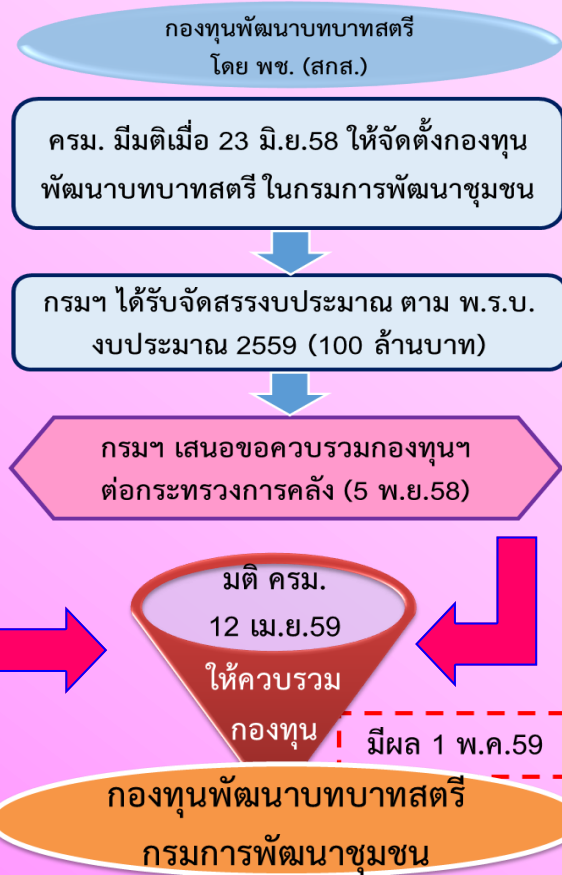 กองทุนพัฒนาบทบาทสตรี
โดย พช. (สกส.)
ครม. มีมติเมื่อ 23 มิ.ย.58 ให้จัดตั้งกองทุน
พัฒนาบทบาทสตรี ในกรมการพัฒนาชุมชน
กรมฯ ได้รับจัดสรรงบประมาณ ตาม พ.ร.บ.
งบประมาณ 2559 (100 ล้านบาท)
กรมฯ เสนอขอควบรวมกองทุนฯ
ต่อกระทรวงการคลัง (5 พ.ย.58)
มติ ครม.
12 เม.ย.59
ให้ควบรวม
กองทุน
มีผล 1 พ.ค.59
กองทุนพัฒนาบทบาทสตรี
กรมการพัฒนาชุมชน